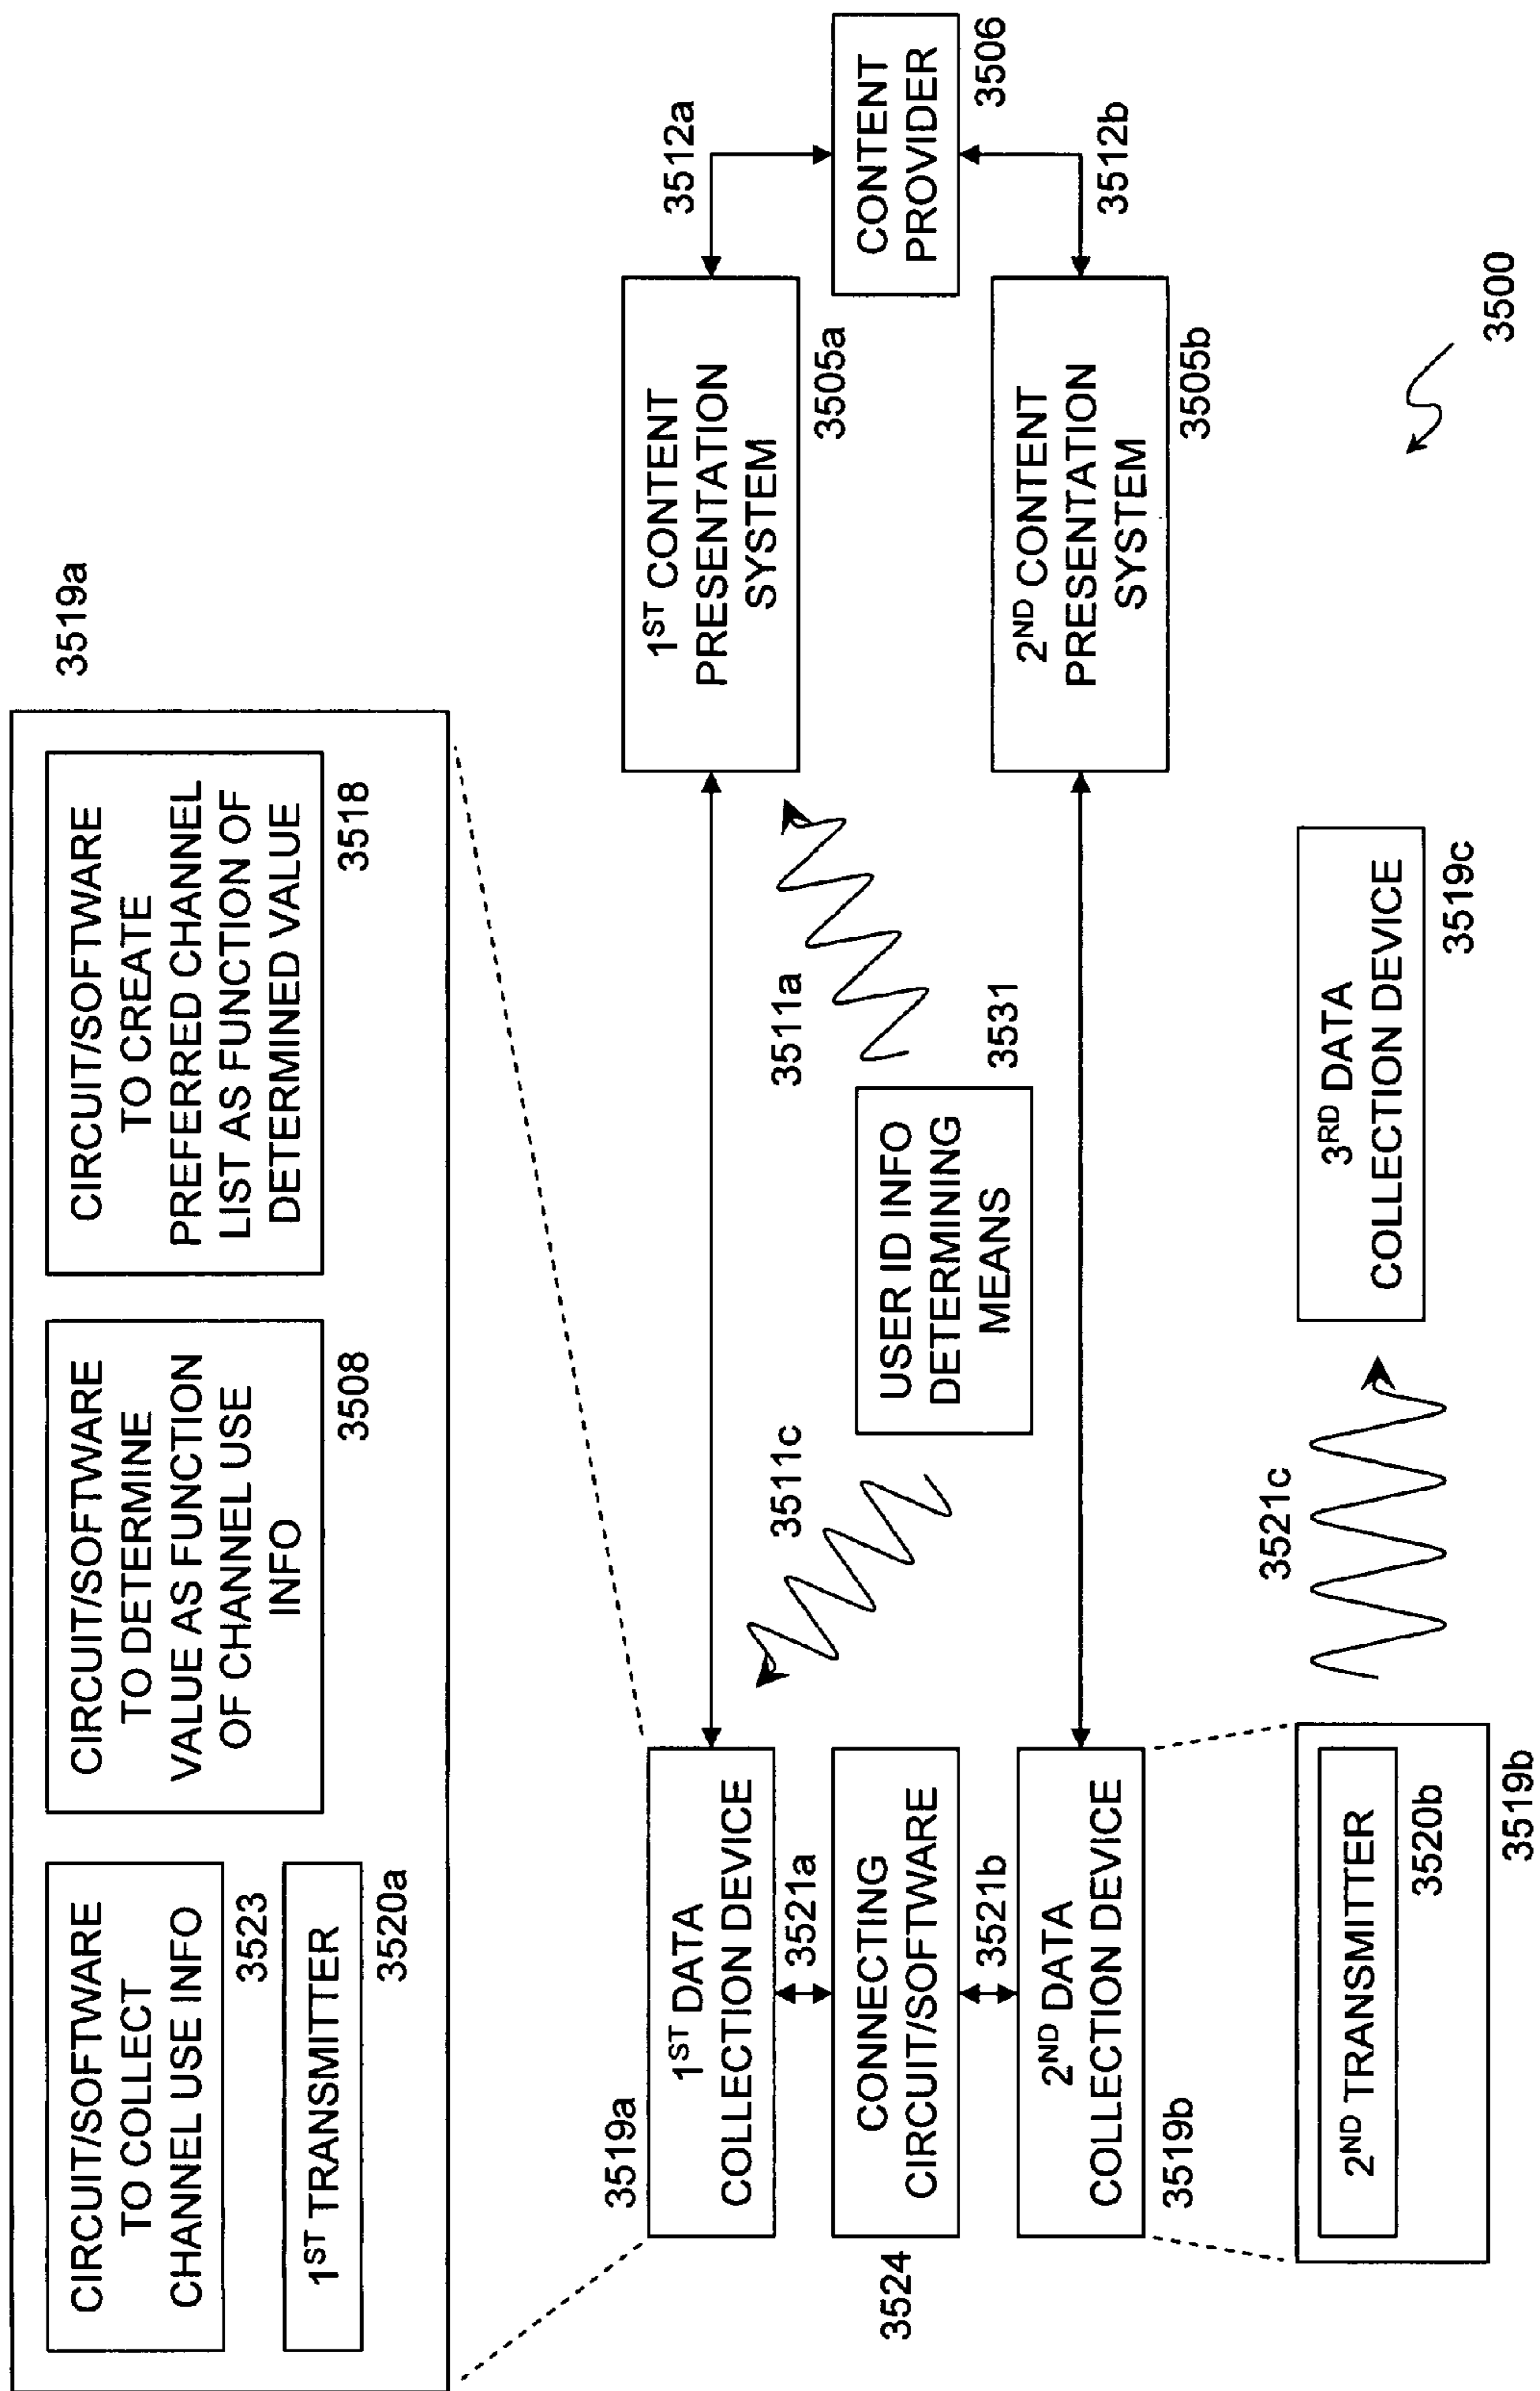 3519a
CIRCUIT/SOFTWARE
TO COLLECT
CHANNEL USE INFO
3523
1ST TRANSMITTER
3520a
CIRCUIT/SOFTWARE
TO DETERMINE
VALUE AS FUNCTION
OF CHANNEL USE
INFO
3508
CIRCUIT/SOFTWARE
TO CREATE
PREFERRED CHANNEL
LIST AS FUNCTION OF
DETERMINED VALUE
3518
3519a
1ST DATA
COLLECTION DEVICE
3521a
3524
CONNECTING
CIRCUIT/SOFTWARE
3521b
2ND DATA
COLLECTION DEVICE
3519b
3511c
USER ID INFO
DETERMINING
MEANS
3531
3511a
1ST CONTENT
PRESENTATION
SYSTEM
3505a
3512a
CONTENT
PROVIDER
3506
3512b
2ND CONTENT
PRESENTATION
SYSTEM
3505b
2ND TRANSMITTER
3520b
3519b
3521c
3RD DATA
COLLECTION DEVICE
3519c
3500